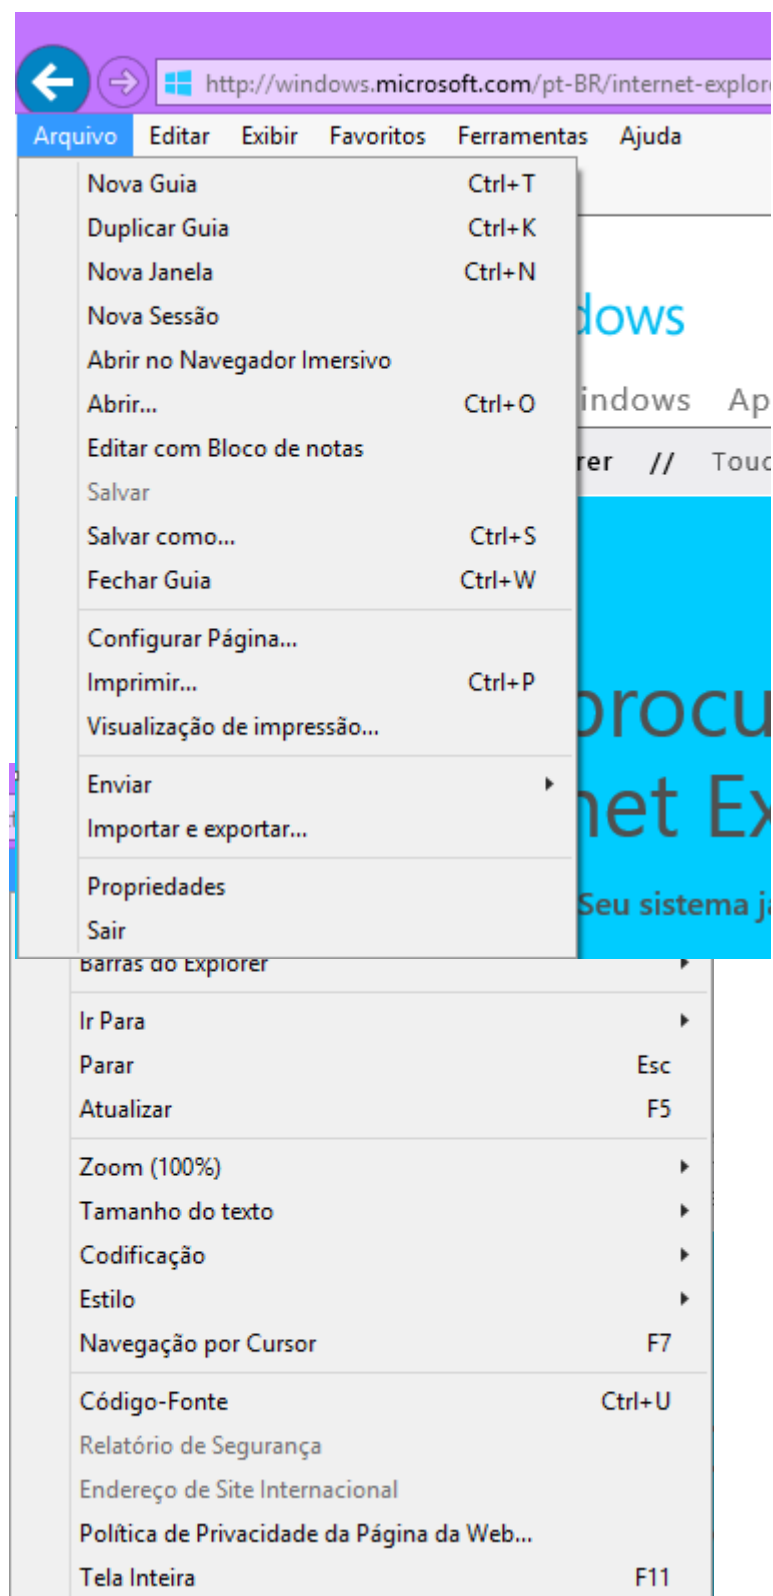 http://windows.microsoft.com/pt-BR/internet-explor
Arquivo Editar Exibir Favoritos Ferramentas Ajuda
Nova Guia Ctrl+T
Duplicar Guia Ctrl+K
Nova Janela Ctrl+N
Nova Sessão
dows
Abrir no Navegador Imersivo
Abrir... Ctrl+O
indows Ap
Editar com Bloco de notas
rer // Touc
Salvar
Salvar como... Ctrl+S
Fechar Guia Ctrl+W
Configurar Página...
Imprimir... Ctrl+P
procu
Visualização de impressão...
Enviar
net Ex
Importar e exportar...
Propriedades
Seu sistema já
Sair
Barras do Explorer
Ir Para
Parar Esc
Atualizar F5
Zoom (100%)
Tamanho do texto
Codificação
Estilo
Navegação por Cursor F7
Código-Fonte Ctrl+U
Relatório de Segurança
Endereço de Site Internacional
Política de Privacidade da Página da Web...
Tela Inteira F11